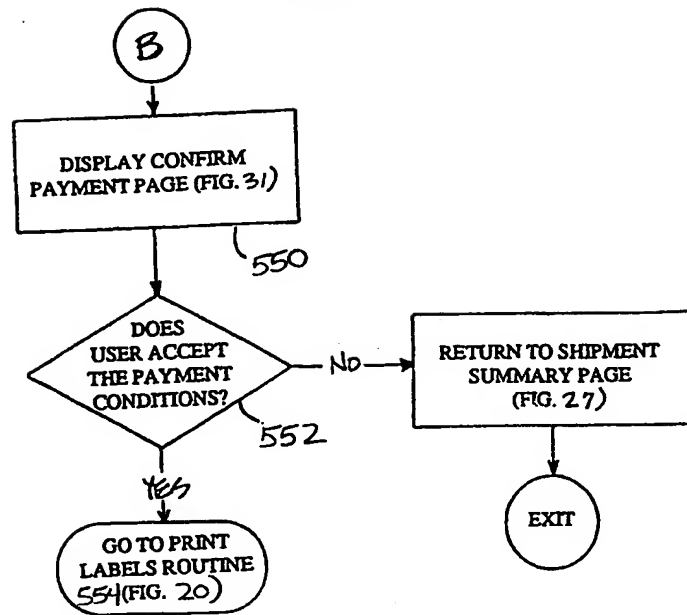 B
DISPLAY CONFIRM
PAYMENT PAGE (FIG. 31)
550
DOES
USER ACCEPT
THE PAYMENT
CONDITIONS?
552
NO
RETURN TO SHIPMENT
SUMMARY PAGE
(FIG. 27)
YES
EXIT
GO TO PRINT
LABELS ROUTINE
554 (FIG. 20)